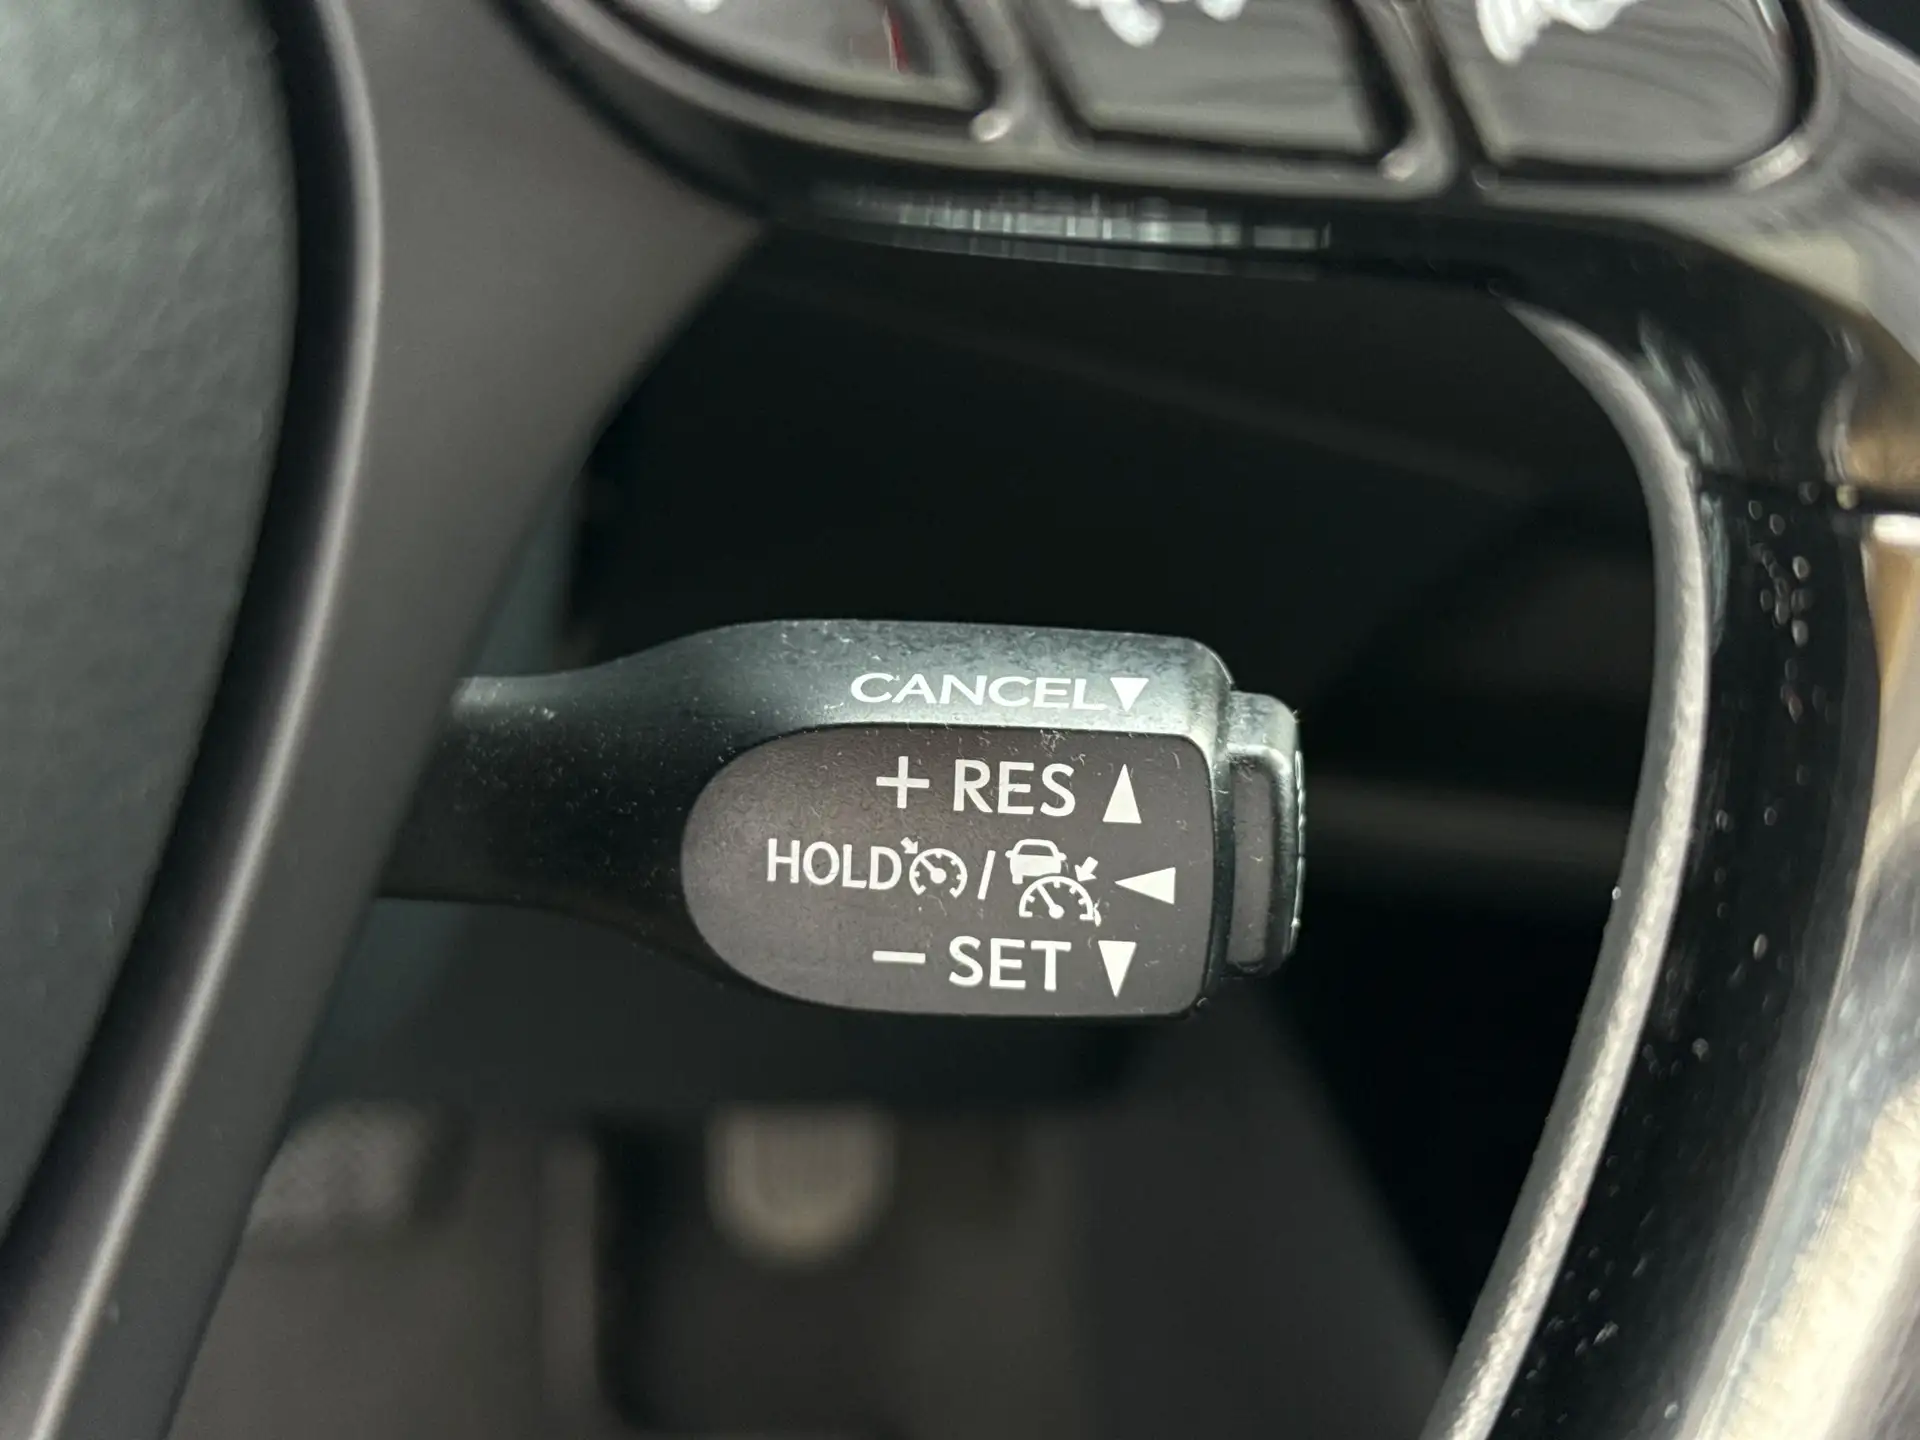 CANCEL▼
+ RES ▲
HOLD / ◀
− SET ▼